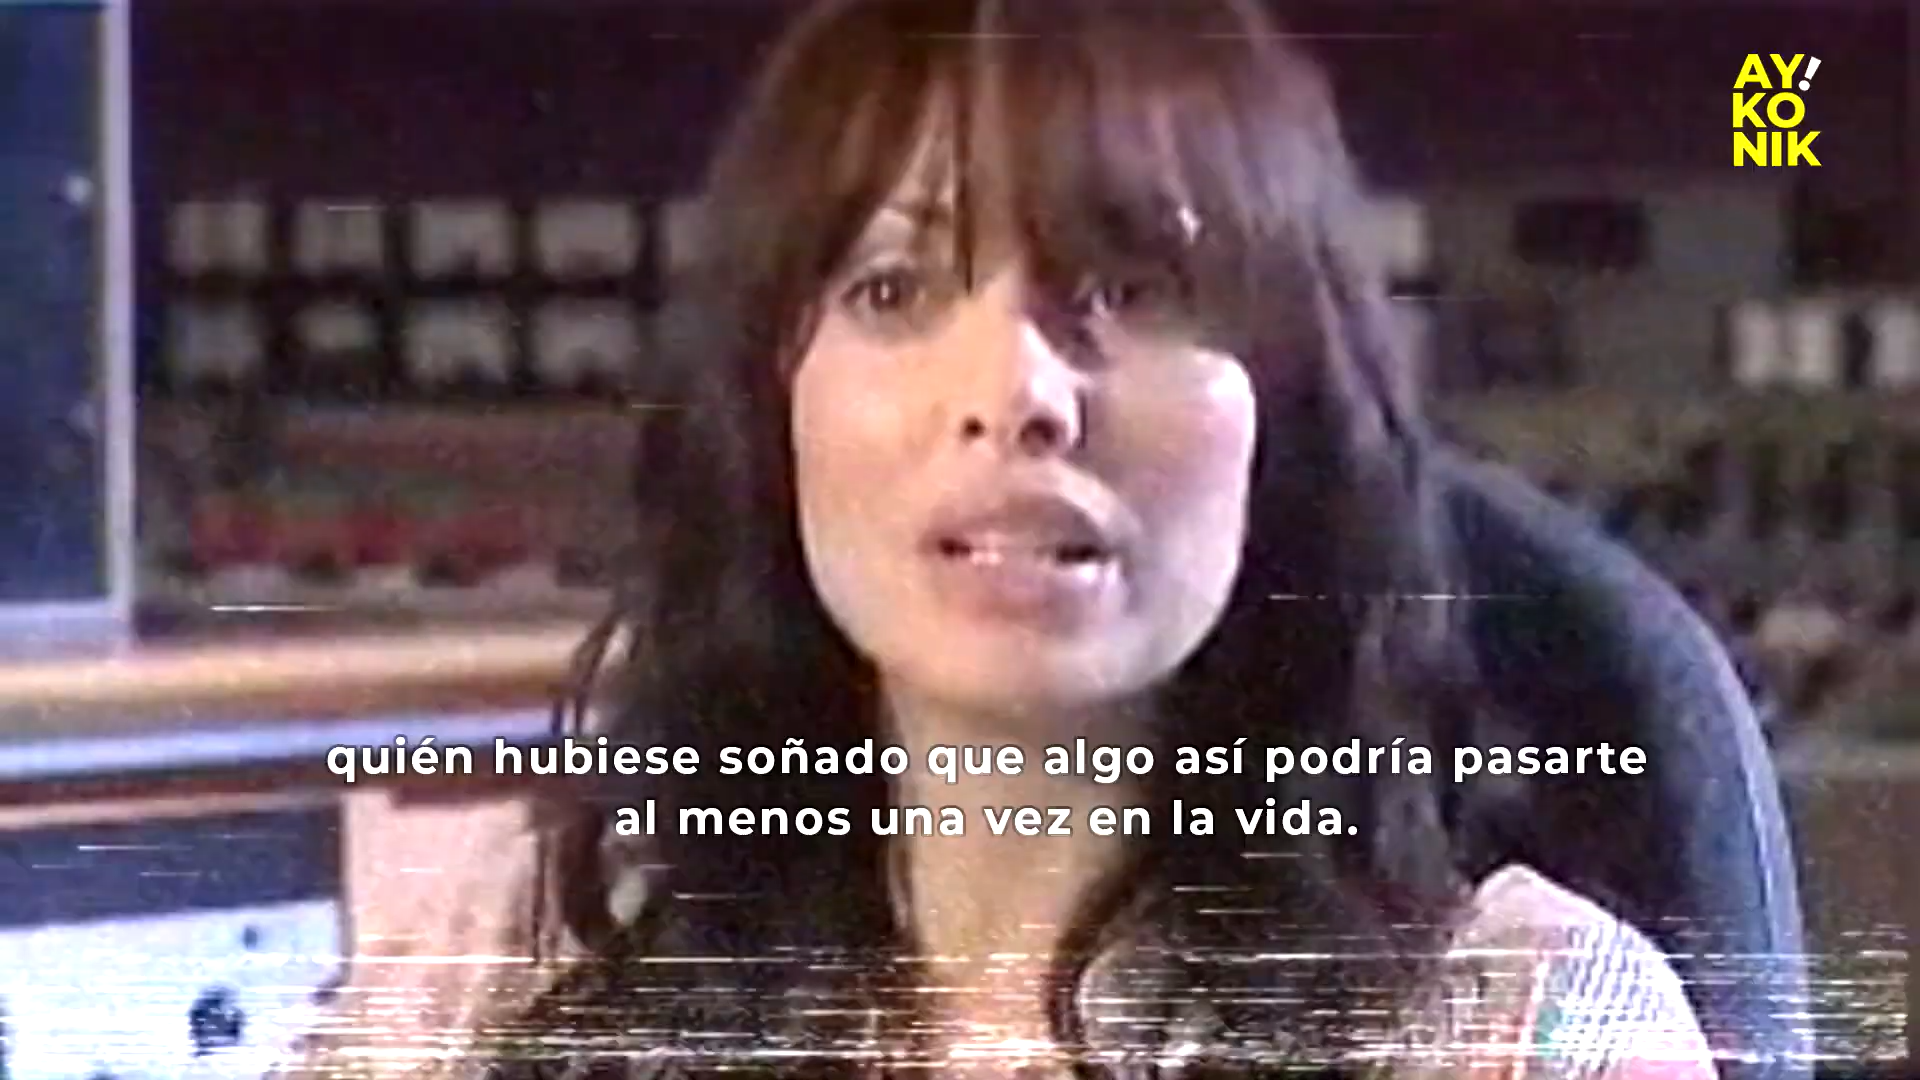 AY!
KO
NIK
quién hubiese soñado que algo así podría pasarte
al menos una vez en la vida.